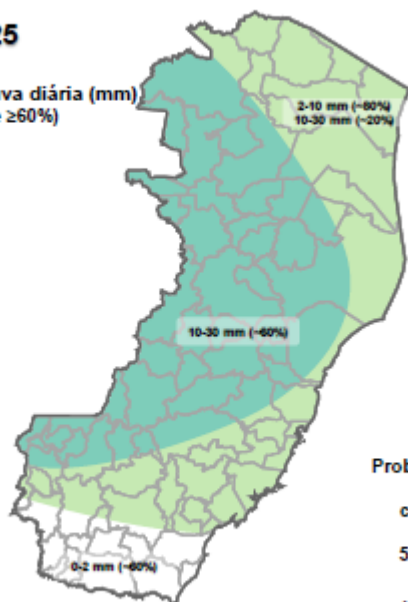 25
va diária (mm)
≥60%)
2-10 mm (~60%)
10-30 mm (~20%)
10-30 mm (~60%)
Prob
c
5
0-2 mm (~60%)